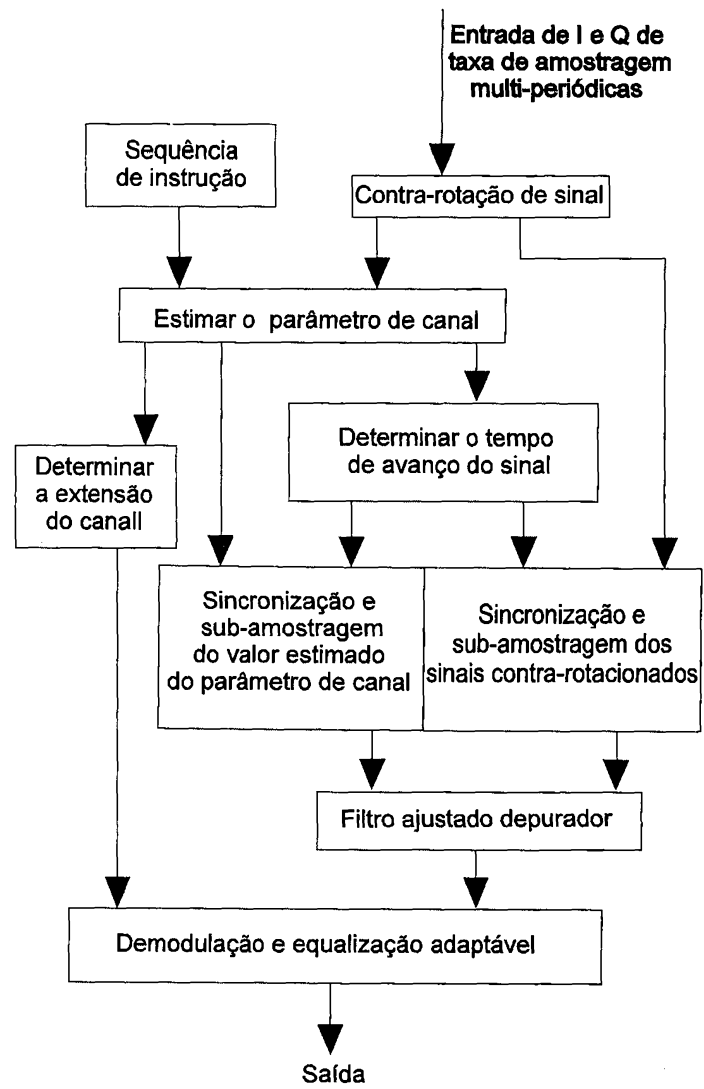 Entrada de I e Q de
taxa de amostragem
multi-periódicas
Sequência
de instrução
Contra-rotação de sinal
Estimar o parâmetro de canal
Determinar o tempo
de avanço do sinal
Determinar
a extensão
do canall
Sincronização e
sub-amostragem
do valor estimado
do parâmetro de canal
Sincronização e
sub-amostragem dos
sinais contra-rotacionados
Filtro ajustado depurador
Demodulação e equalização adaptável
Saída